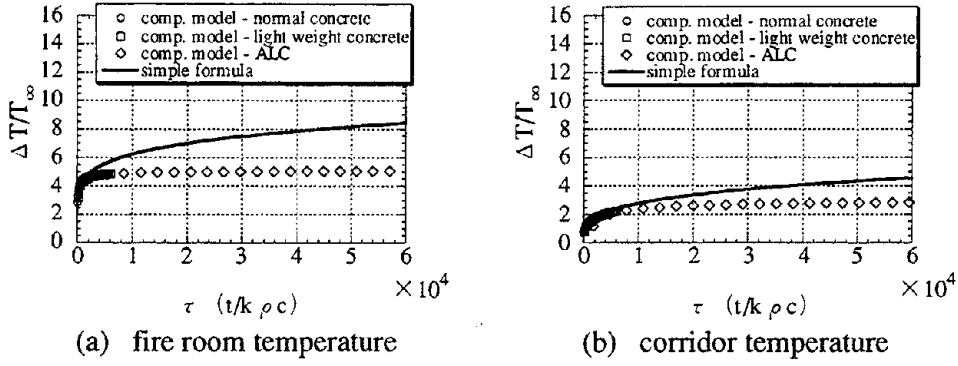 comp. model - normal concrete
comp. model - light weight concrete
comp. model - ALC
simple formula
16
14
12
10
8
6
4
2
0
ΔT/T∞
0 1 2 3 4 5 6
τ (t/k ρ c) ×10⁴
(a) fire room temperature
comp. model - normal concrete
comp. model - light weight concrete
comp. model - ALC
simple formula
16
14
12
10
8
6
4
2
0
ΔT/T∞
0 1 2 3 4 5 6
τ (t/k ρ c) ×10⁴
(b) corridor temperature